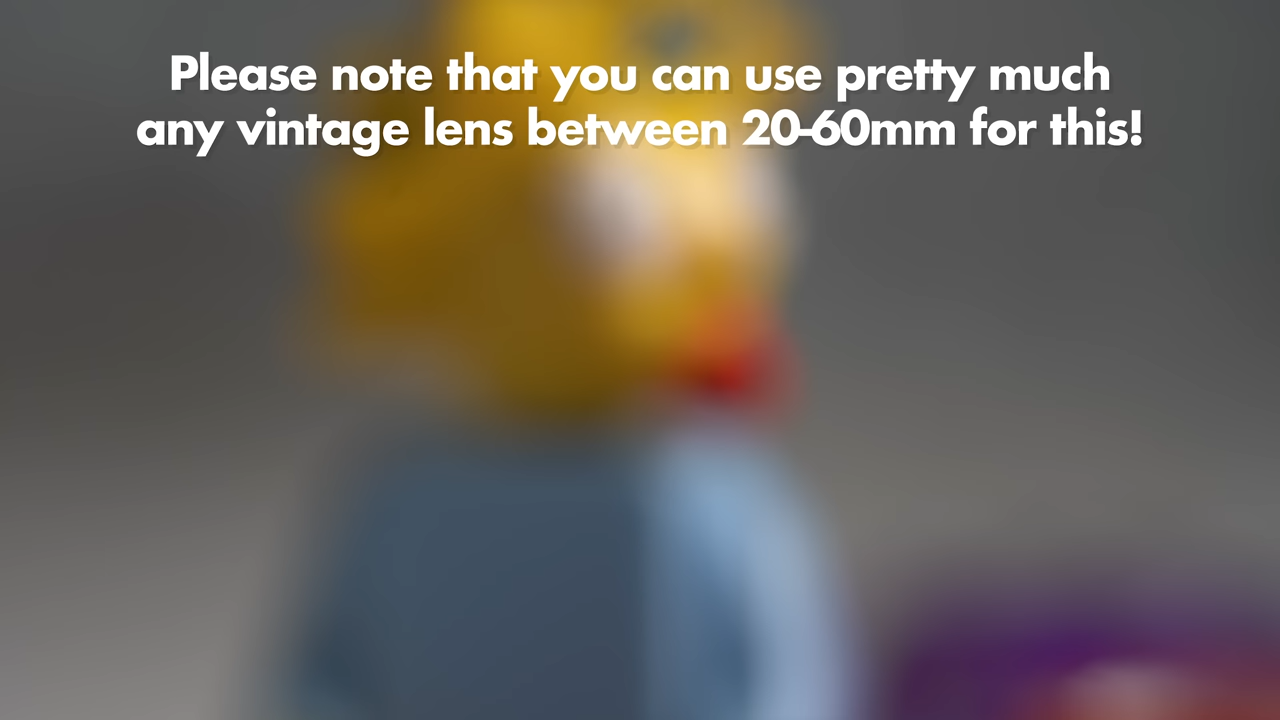 Please note that you can use pretty much
any vintage lens between 20-60mm for this!